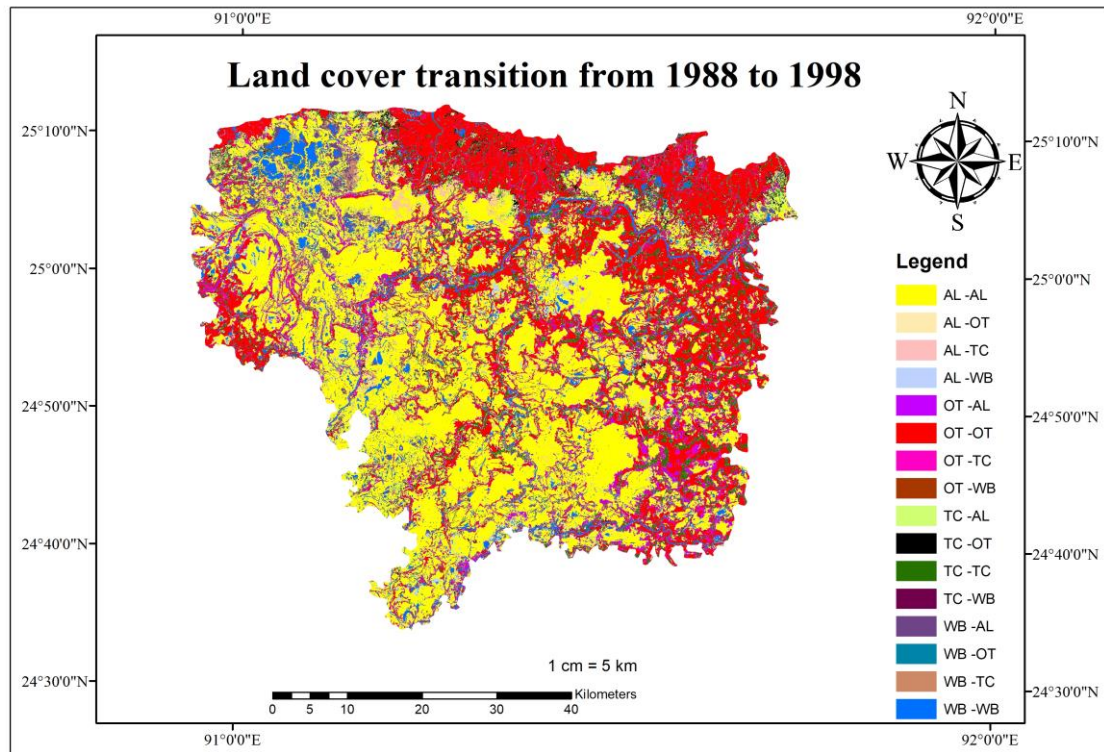 91°0'0"E
92°0'0"E
Land cover transition from 1988 to 1998
N
W
E
S
25°10'0"N
25°10'0"N
25°0'0"N
25°0'0"N
24°50'0"N
24°50'0"N
24°40'0"N
24°40'0"N
24°30'0"N
24°30'0"N
Legend
AL -AL
AL -OT
AL -TC
AL -WB
OT -AL
OT -OT
OT -TC
OT -WB
TC -AL
TC -OT
TC -TC
TC -WB
WB -AL
WB -OT
WB -TC
WB -WB
1 cm = 5 km
Kilometers
0 5 10 20 30 40
91°0'0"E
92°0'0"E